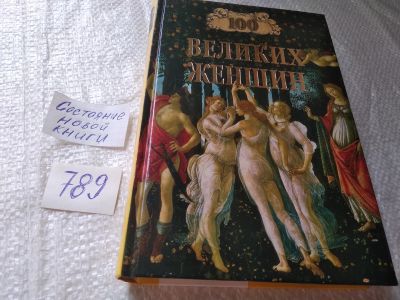 100
ВЕЛИКИХ
ЖЕНЩИН
Состояние
новой
книги
789